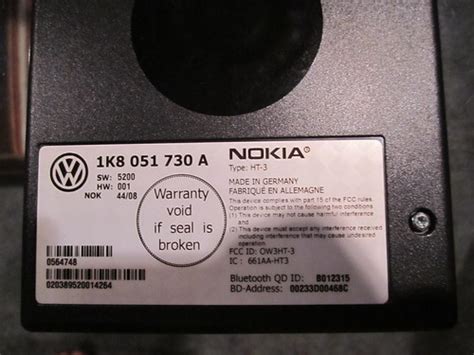 1K8 051 730 A
SW: 5200
HW: 001
NOK 44/08
Warranty
void
if seal is
broken
0564748
020389520014264
NOKIA
Type: HT-3
MADE IN GERMANY
FABRIQUÉ EN ALLEMAGNE
This device complies with part 15 of the FCC rules.
Operation is subject to the following two conditions
(1) This device may not cause harmful interference
and
(2) This device must accept any interference received
including interference that may cause undesired
operation
FCC ID: OW3HT-3
IC : 661AA-HT3
Bluetooth QD ID: B012315
BD-Address: 00233D00468C